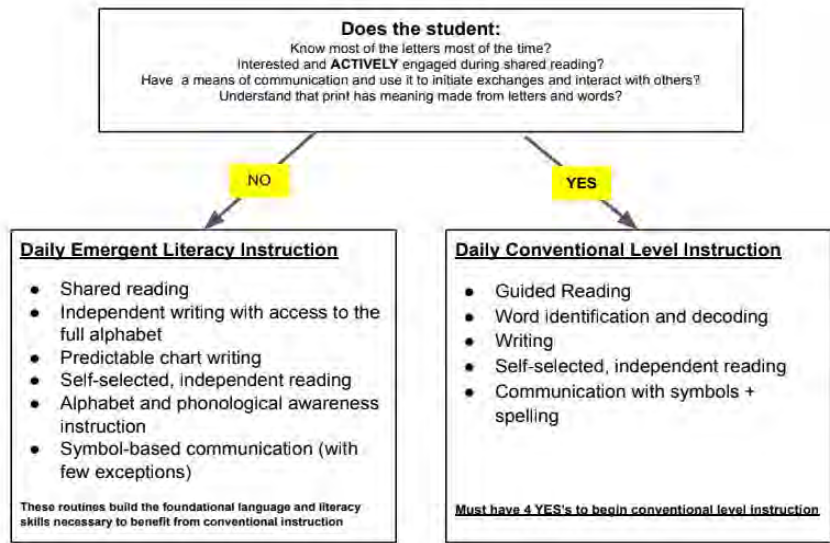 Does the student:
Know most of the letters most of the time?
Interested and ACTIVELY engaged during shared reading?
Have a means of communication and use it to initiate exchanges and interact with others?
Understand that print has meaning made from letters and words?
NO
YES
Daily Emergent Literacy Instruction
● Shared reading
● Independent writing with access to the
full alphabet
● Predictable chart writing
● Self-selected, independent reading
● Alphabet and phonological awareness
instruction
● Symbol-based communication (with
few exceptions)
These routines build the foundational language and literacy
skills necessary to benefit from conventional instruction
Daily Conventional Level Instruction
● Guided Reading
● Word identification and decoding
● Writing
● Self-selected, independent reading
● Communication with symbols +
spelling
Must have 4 YES's to begin conventional level instruction